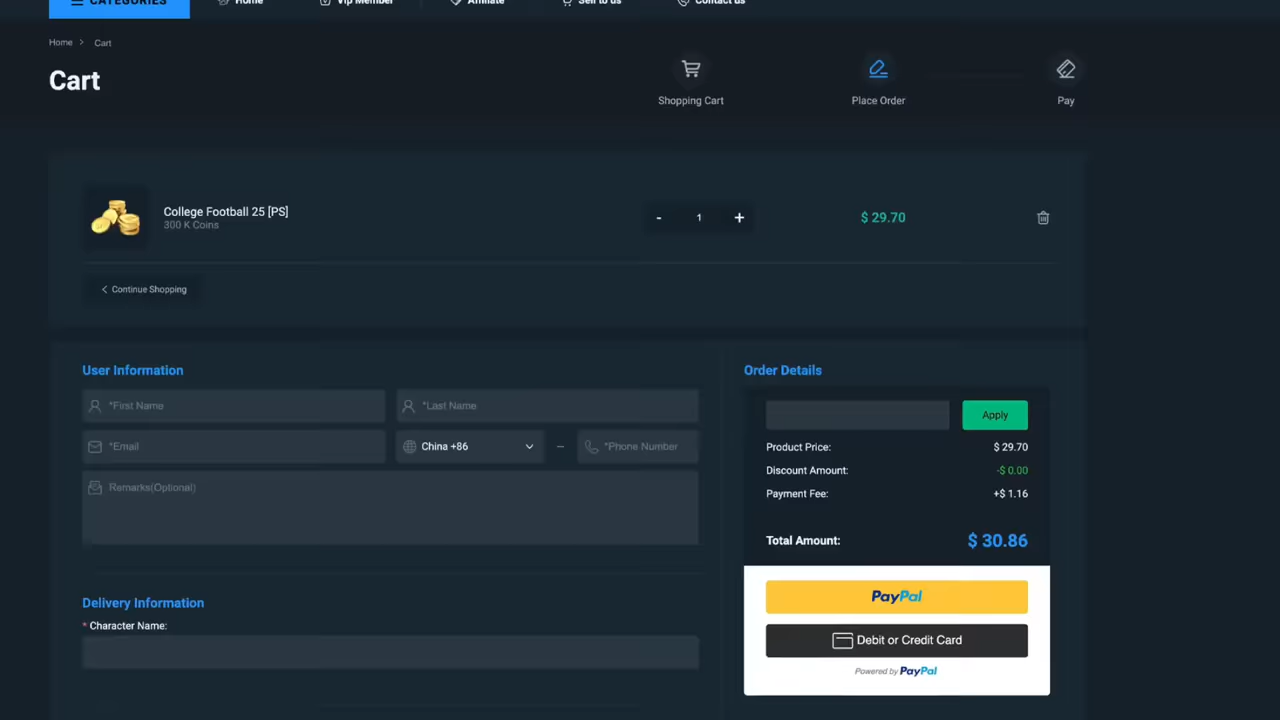 CATEGORIES
Home
Vip Member
Affiliate
Sell to us
Contact us
Home > Cart
Cart
Shopping Cart
Place Order
Pay
College Football 25 [PS]
300 K Coins
- 1 +
$ 29.70
< Continue Shopping
User Information
*First Name
*Last Name
*Email
China +86
–
*Phone Number
Remarks(Optional)
Delivery Information
* Character Name:
Order Details
Apply
Product Price: $ 29.70
Discount Amount: -$ 0.00
Payment Fee: +$ 1.16
Total Amount: $ 30.86
PayPal
Debit or Credit Card
Powered by PayPal